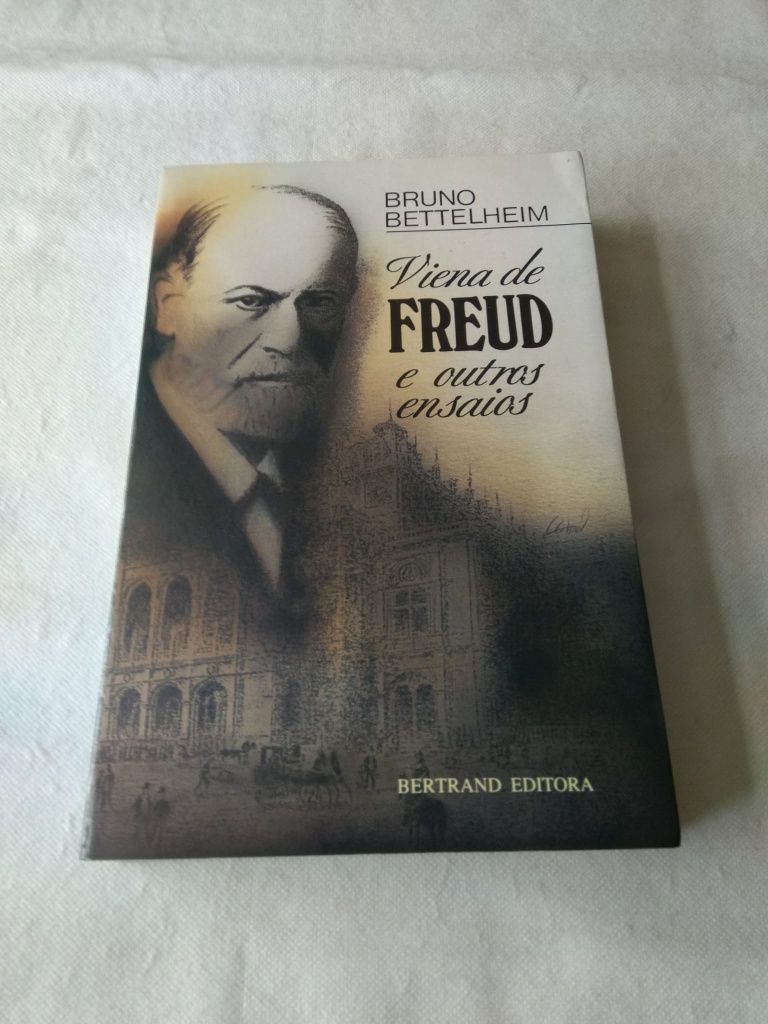 BRUNO
BETTELHEIM
Viena de
FREUD
e outros
ensaios
BERTRAND EDITORA